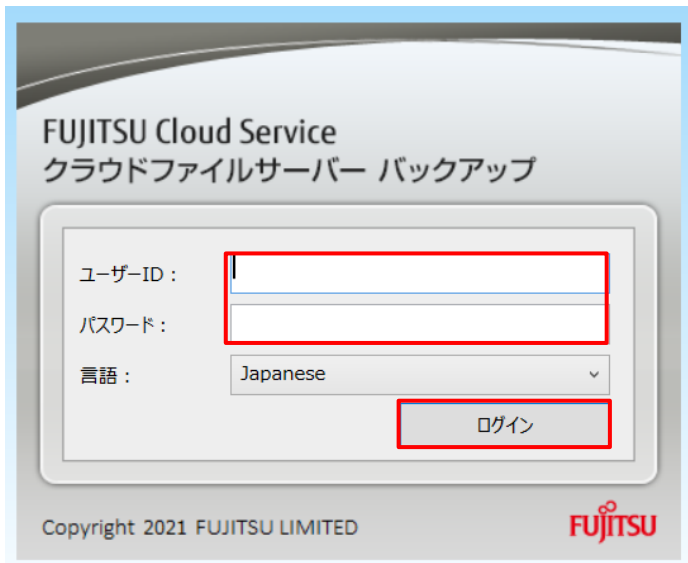 FUJITSU Cloud Service
クラウドファイルサーバー バックアップ
ユーザーID：
パスワード：
言語： Japanese
ログイン
Copyright 2021 FUJITSU LIMITED
FUJITSU